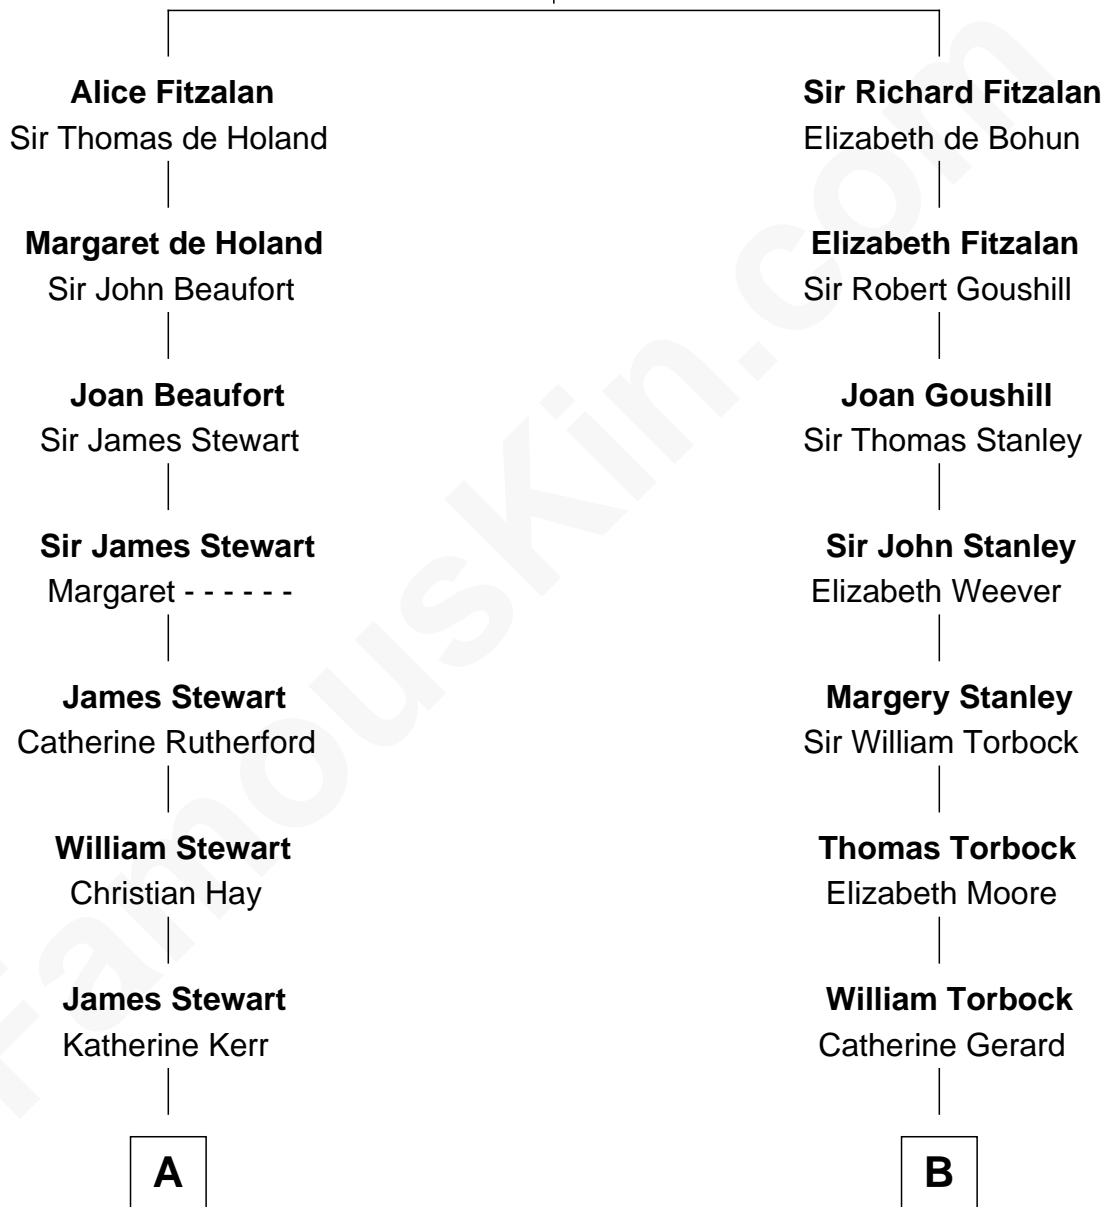 Alice Fitzalan
Sir Thomas de Holand
Margaret de Holand
Sir John Beaufort
Joan Beaufort
Sir James Stewart
Sir James Stewart
Margaret - - - - - -
James Stewart
Catherine Rutherford
William Stewart
Christian Hay
James Stewart
Katherine Kerr
A
Sir Richard Fitzalan
Elizabeth de Bohun
Elizabeth Fitzalan
Sir Robert Goushill
Joan Goushill
Sir Thomas Stanley
Sir John Stanley
Elizabeth Weever
Margery Stanley
Sir William Torbock
Thomas Torbock
Elizabeth Moore
William Torbock
Catherine Gerard
B
FamousKin.com